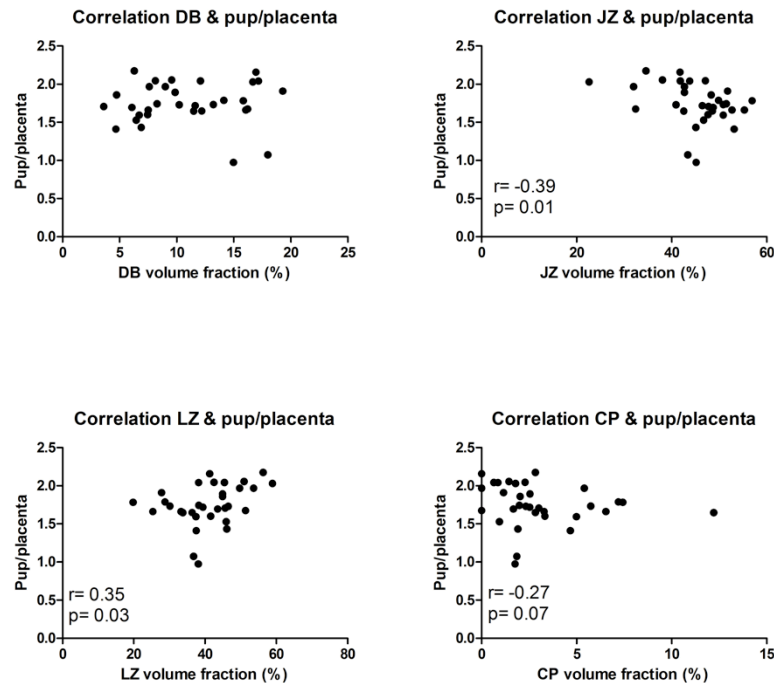 Correlation DB & pup/placenta
Pup/placenta
2.5
2.0
1.5
1.0
0.5
0.0
0 5 10 15 20 25
DB volume fraction (%)
Correlation JZ & pup/placenta
Pup/placenta
2.5
2.0
1.5
1.0
0.5
0.0
r= -0.39
p= 0.01
0 20 40 60
JZ volume fraction (%)
Correlation LZ & pup/placenta
Pup/placenta
2.5
2.0
1.5
1.0
0.5
0.0
r= 0.35
p= 0.03
0 20 40 60 80
LZ volume fraction (%)
Correlation CP & pup/placenta
Pup/placenta
2.5
2.0
1.5
1.0
0.5
0.0
r= -0.27
p= 0.07
0 5 10 15
CP volume fraction (%)